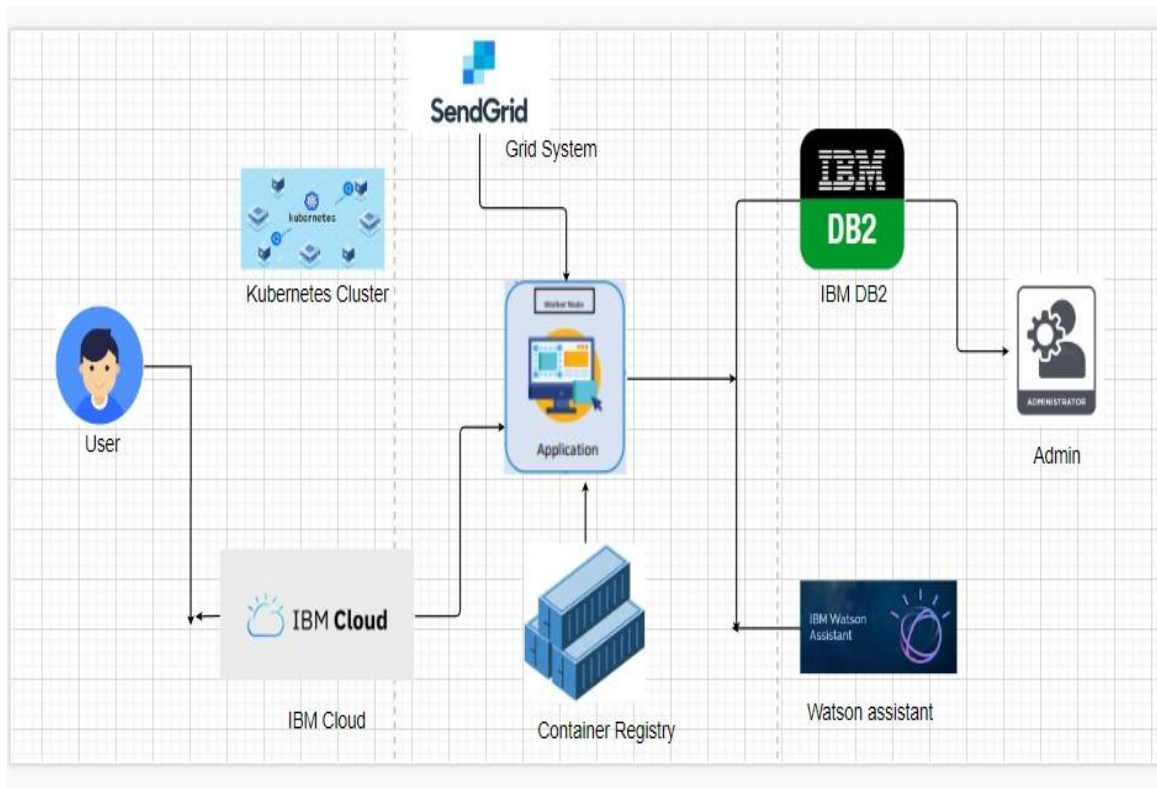 SendGrid
Grid System
kubernetes
Kubernetes Cluster
IBM
DB2
IBM DB2
User
Worker Node
Application
ADMINISTRATOR
Admin
IBM Cloud
IBM Cloud
Container Registry
IBM Watson
Assistant
Watson assistant